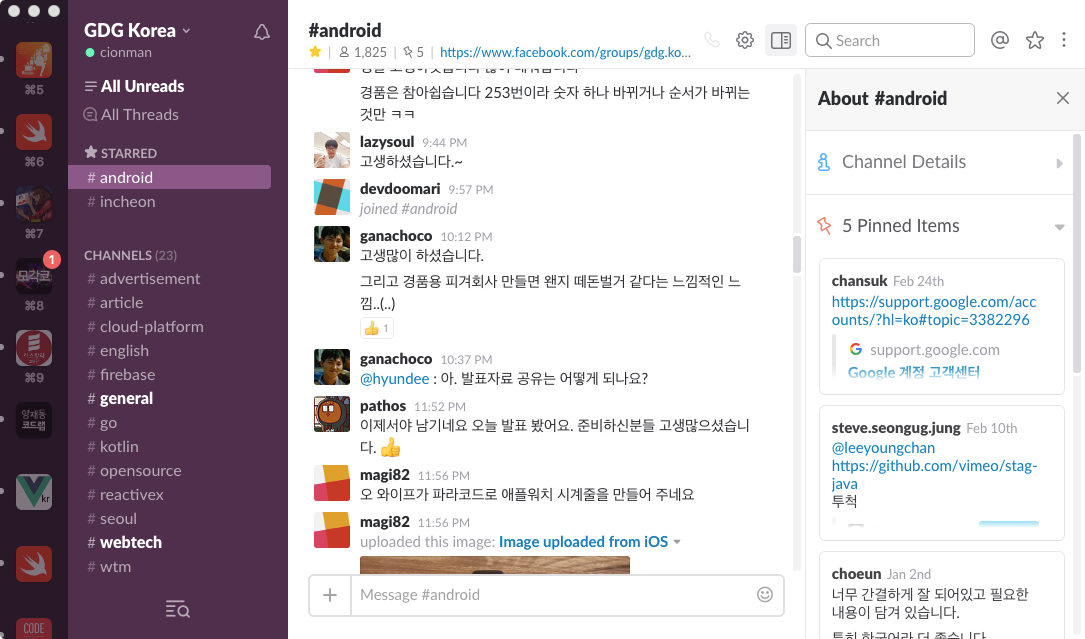 ⌘5
⌘6
⌘7
1
모각코
⌘8
⌘9
양재동
코드랩
kr
CODE
GDG Korea
cionman
All Unreads
All Threads
STARRED
# android
# incheon
CHANNELS (23)
# advertisement
# article
# cloud-platform
# english
# firebase
# general
# go
# kotlin
# opensource
# reactivex
# seoul
# webtech
# wtm
#android
1,825
5
https://www.facebook.com/groups/gdg.ko...
Search
경품은 참아쉽습니다 253번이라 숫자 하나 바뀌거나 순서가 바뀌는
것만 ㅋㅋ
lazysoul 9:44 PM
고생하셨습니다.~
devdoomari 9:57 PM
joined #android
ganachoco 10:12 PM
고생많이 하셨습니다.
그리고 경품용 피겨회사 만들면 왠지 떼돈벌거 같다는 느낌적인 느
낌..(..)
👍 1
ganachoco 10:37 PM
@hyundee : 아. 발표자료 공유는 어떻게 되나요?
pathos 11:52 PM
이제서야 남기네요 오늘 발표 봤어요. 준비하신분들 고생많으셨습니
다. 👍
magi82 11:56 PM
오 와이프가 파라코드로 애플워치 시계줄을 만들어 주네요
magi82 11:56 PM
uploaded this image: Image uploaded from iOS
Message #android
About #android
Channel Details
5 Pinned Items
chansuk Feb 24th
https://support.google.com/acc
ounts/?hl=ko#topic=3382296
support.google.com
Google 계정 고객센터
steve.seongug.jung Feb 10th
@leeyoungchan
https://github.com/vimeo/stag-
java
투척
choeun Jan 2nd
너무 간결하게 잘 되어있고 필요한
내용이 담겨 있습니다.
특히 한국어라 더 좋습니다